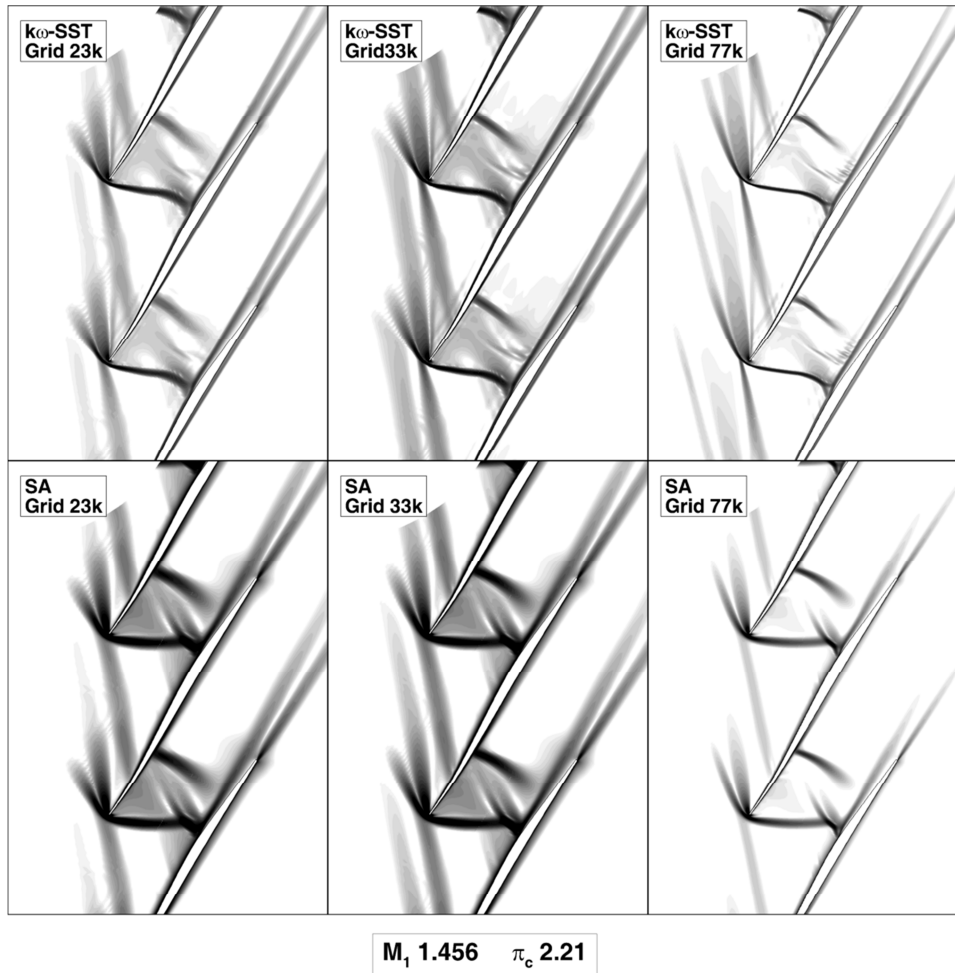 kω-SST
Grid 23k
kω-SST
Grid33k
kω-SST
Grid 77k
SA
Grid 23k
SA
Grid 33k
SA
Grid 77k
M₁ 1.456 π꜀ 2.21